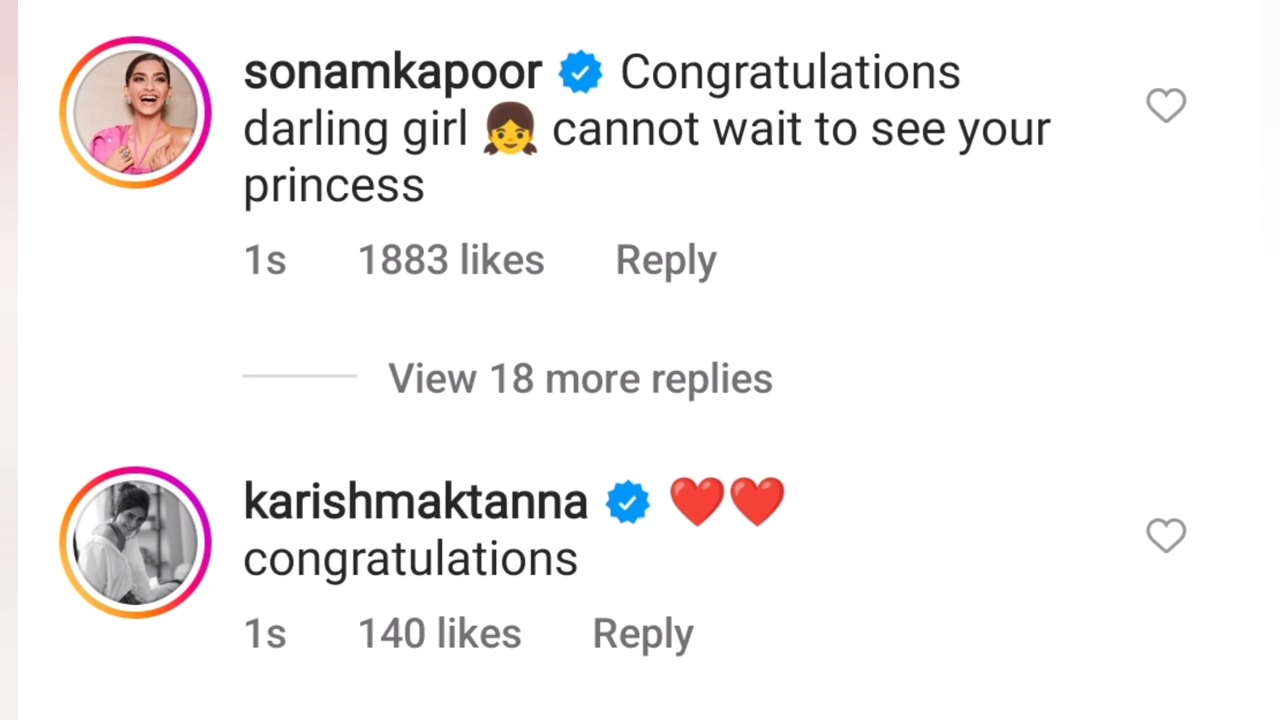 sonamkapoor Congratulations
darling girl 👧 cannot wait to see your
princess
1s 1883 likes Reply
View 18 more replies
karishmaktanna ❤️❤️
congratulations
1s 140 likes Reply